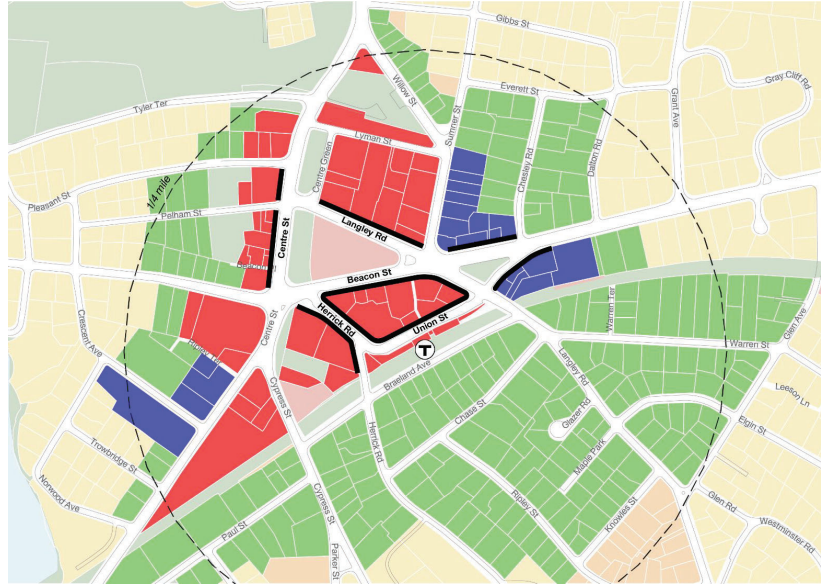 Gibbs St
Willow St
Everett St
Gray Cliff Rd
Tyler Ter
Sumner St
Grant Ave
Lyman St
Centre Green
Chesley Rd
Dalton Rd
1/4 mile
Pleasant St
Pelham St
Langley Rd
Centre St
Beacon St
Herrick Rd
Union St
T
Centre St
Crescent Ave
Warren Ter
Warren St
Glen Ave
Langley Rd
Braeland Ave
Leeson Ln
Cypress St
Chase St
Glazer Rd
Elgin St
Trowbridge St
Herrick Rd
Maple Park
Norwood Ave
Cypress St
Ripley St
Knowles St
Glen Rd
Westminster Rd
Paul St
Parker St